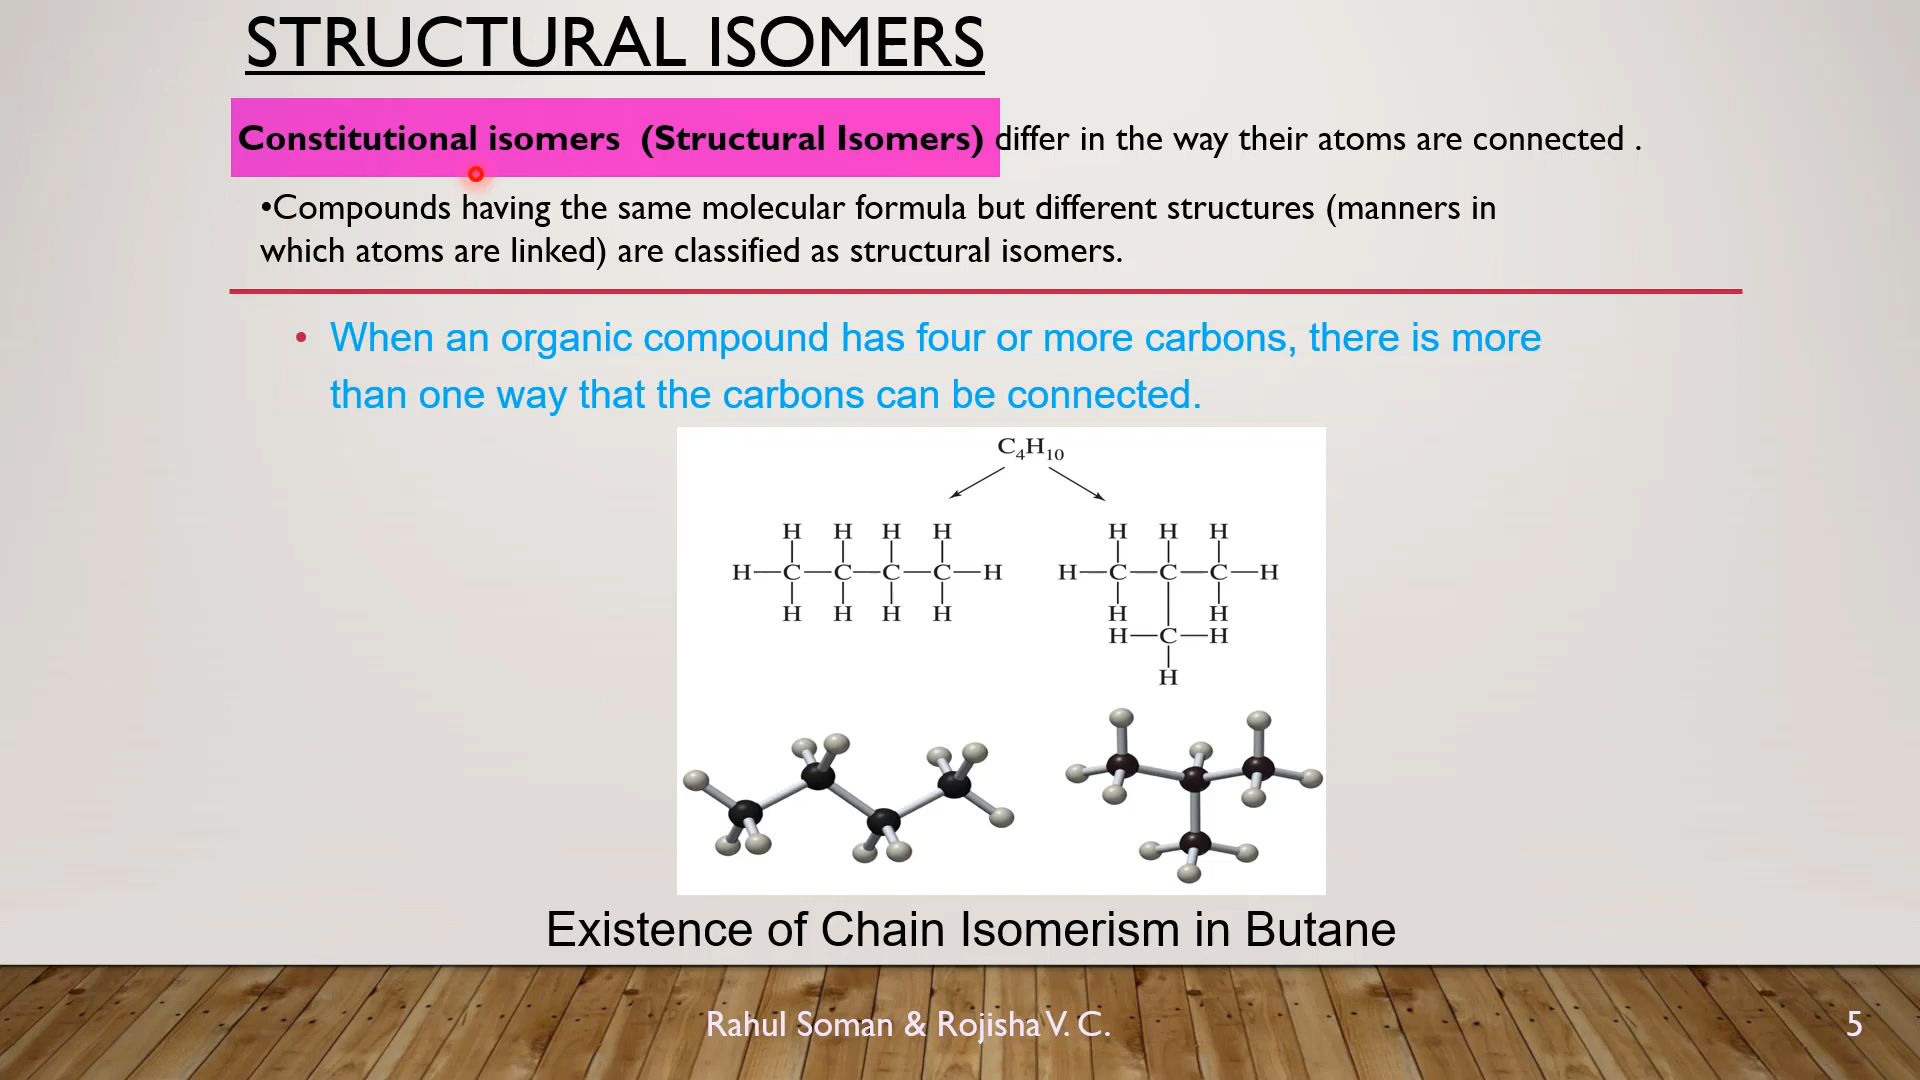 STRUCTURAL ISOMERS
Constitutional isomers (Structural Isomers) differ in the way their atoms are connected .
•Compounds having the same molecular formula but different structures (manners in
which atoms are linked) are classified as structural isomers.
• When an organic compound has four or more carbons, there is more
than one way that the carbons can be connected.
C4H10
H H H H
H—C—C—C—C—H
H H H H
H H H
H—C—C—C—H
H H
H—C—H
H
Existence of Chain Isomerism in Butane
Rahul Soman & Rojisha V. C.
5